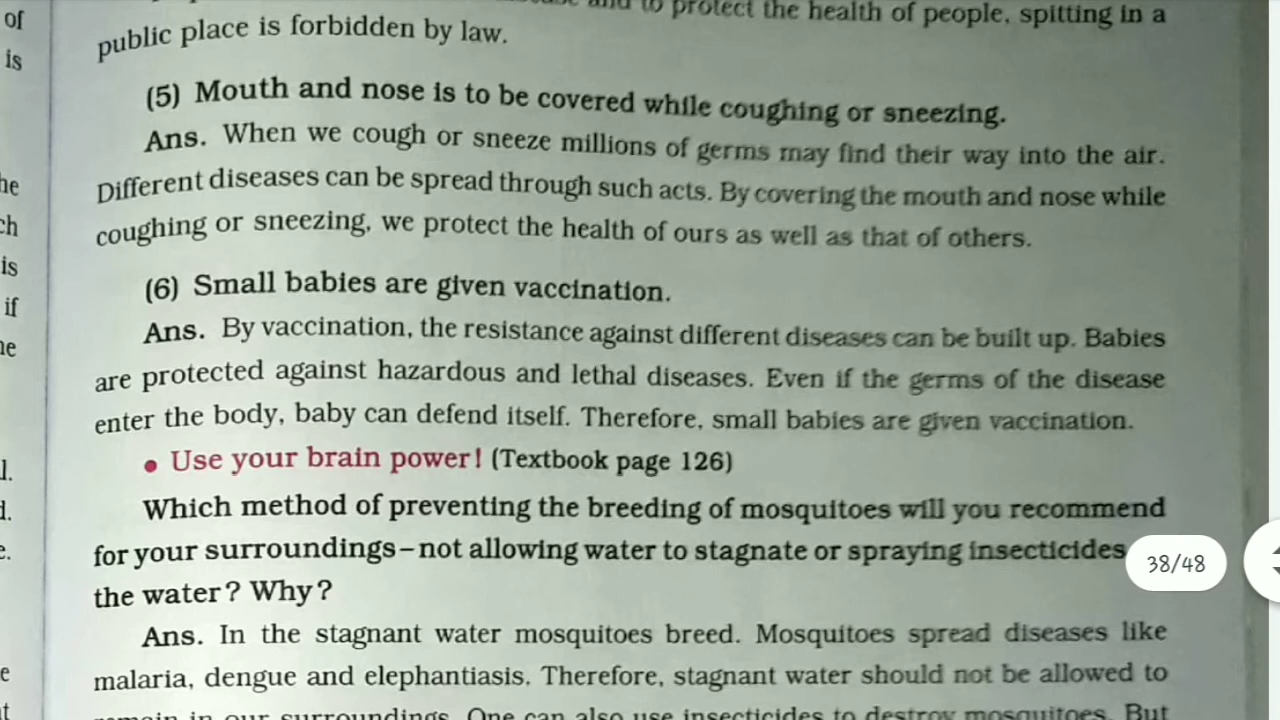 of
is
and to protect the health of people, spitting in a
public place is forbidden by law.
(5) Mouth and nose is to be covered while coughing or sneezing.
Ans. When we cough or sneeze millions of germs may find their way into the air.
Different diseases can be spread through such acts. By covering the mouth and nose while
coughing or sneezing, we protect the health of ours as well as that of others.
(6) Small babies are given vaccination.
Ans. By vaccination, the resistance against different diseases can be built up. Babies
are protected against hazardous and lethal diseases. Even if the germs of the disease
enter the body, baby can defend itself. Therefore, small babies are given vaccination.
• Use your brain power! (Textbook page 126)
Which method of preventing the breeding of mosquitoes will you recommend
for your surroundings – not allowing water to stagnate or spraying insecticides
the water? Why?
Ans. In the stagnant water mosquitoes breed. Mosquitoes spread diseases like
malaria, dengue and elephantiasis. Therefore, stagnant water should not be allowed to
remain in our surroundings. One can also use insecticides to destroy mosquitoes. But
is
if
38/48